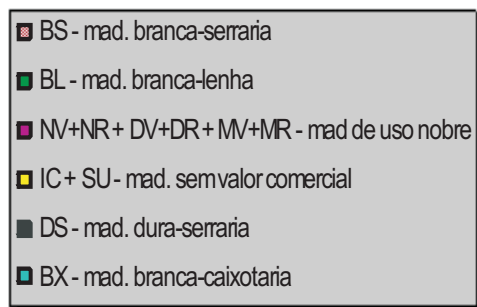 BS - mad. branca-serraria
BL - mad. branca-lenha
NV+NR + DV+DR + MV+MR - mad de uso nobre
IC + SU - mad. sem valor comercial
DS - mad. dura-serraria
BX - mad. branca-caixotaria